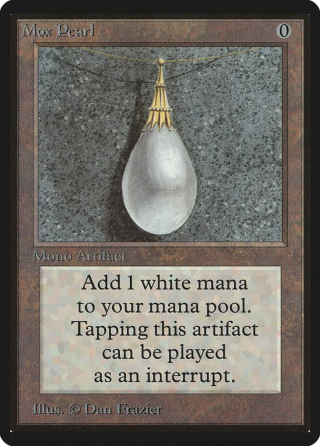 Mox Pearl 0
Mono Artifact
Add 1 white mana
to your mana pool.
Tapping this artifact
can be played
as an interrupt.
Illus. © Dan Frazier